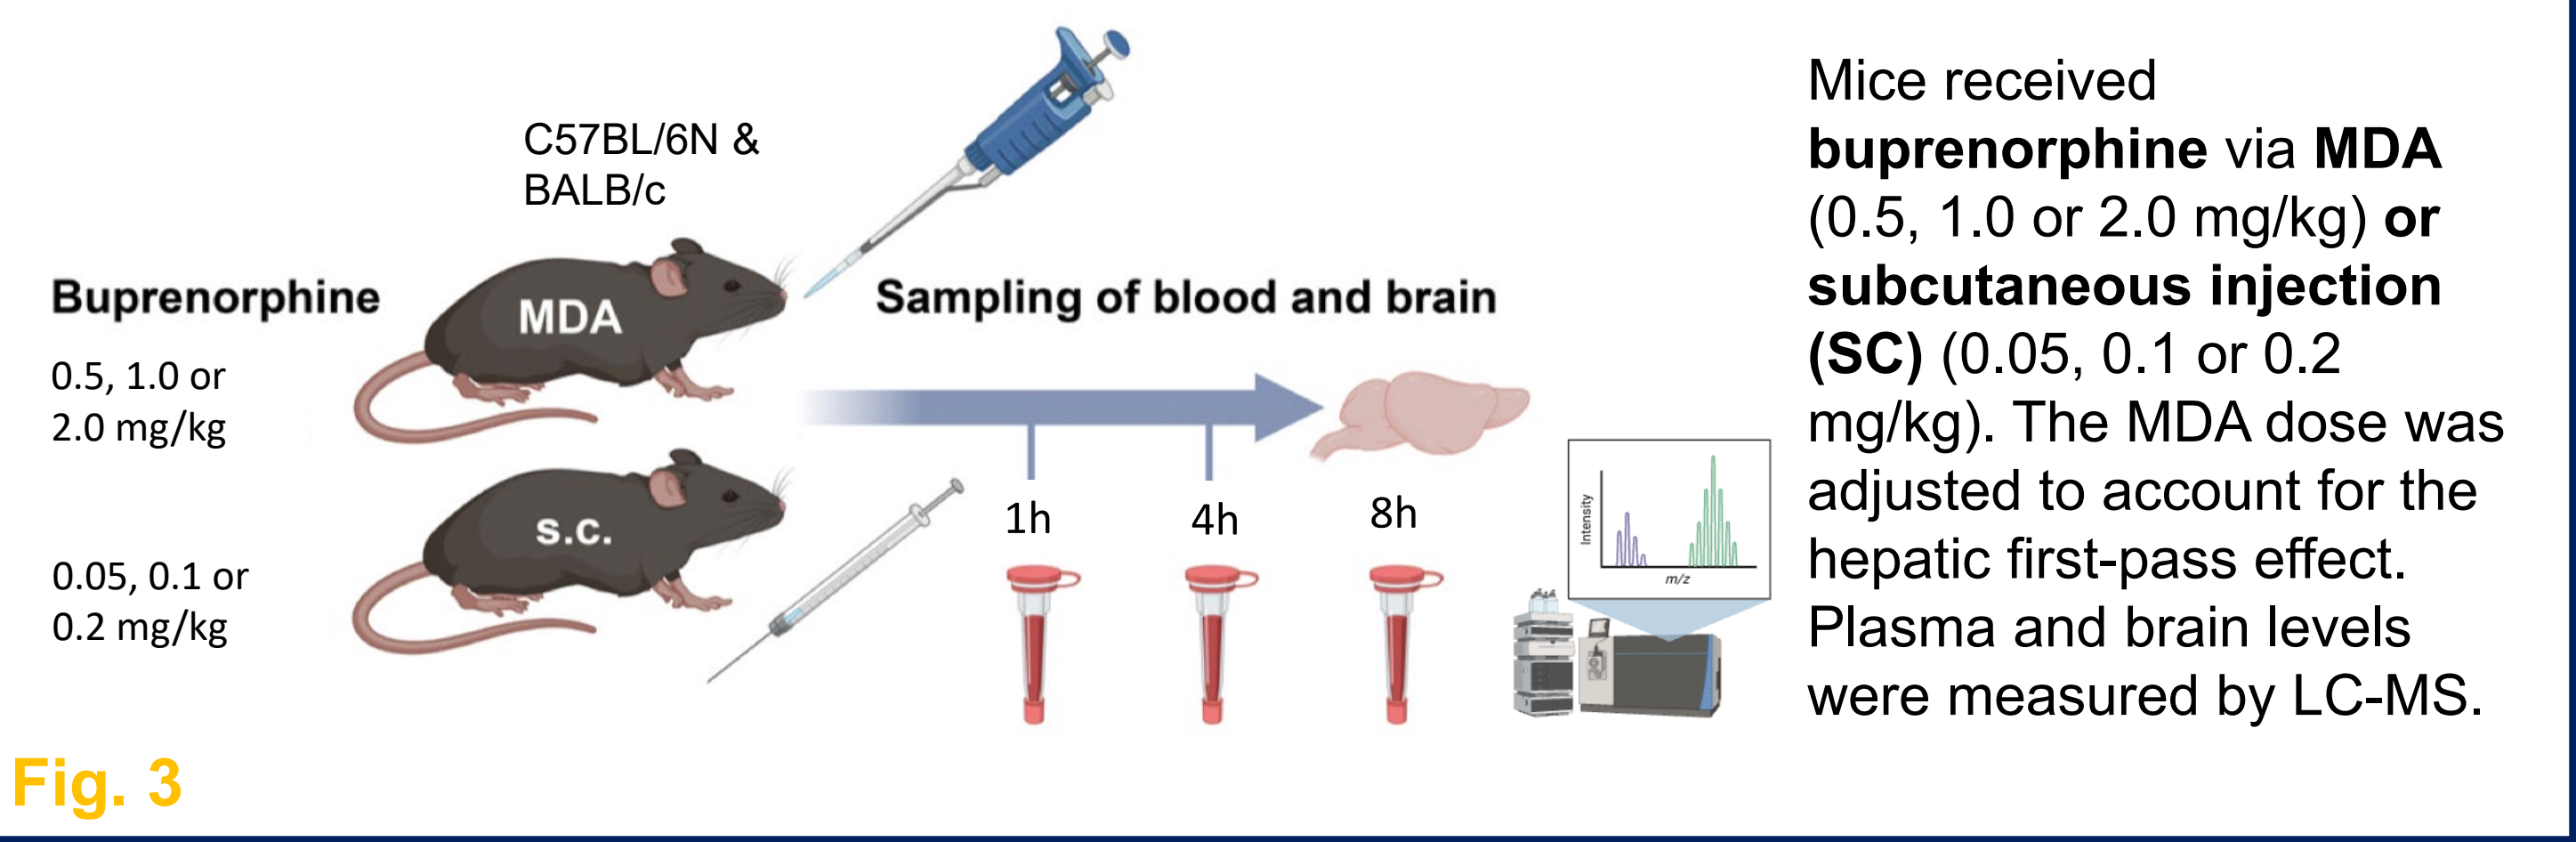 C57BL/6N &
BALB/c
Buprenorphine
MDA
0.5, 1.0 or
2.0 mg/kg
s.c.
0.05, 0.1 or
0.2 mg/kg
Sampling of blood and brain
1h
4h
8h
Intensity
m/z
Mice received
buprenorphine via MDA
(0.5, 1.0 or 2.0 mg/kg) or
subcutaneous injection
(SC) (0.05, 0.1 or 0.2
mg/kg). The MDA dose was
adjusted to account for the
hepatic first-pass effect.
Plasma and brain levels
were measured by LC-MS.
Fig. 3